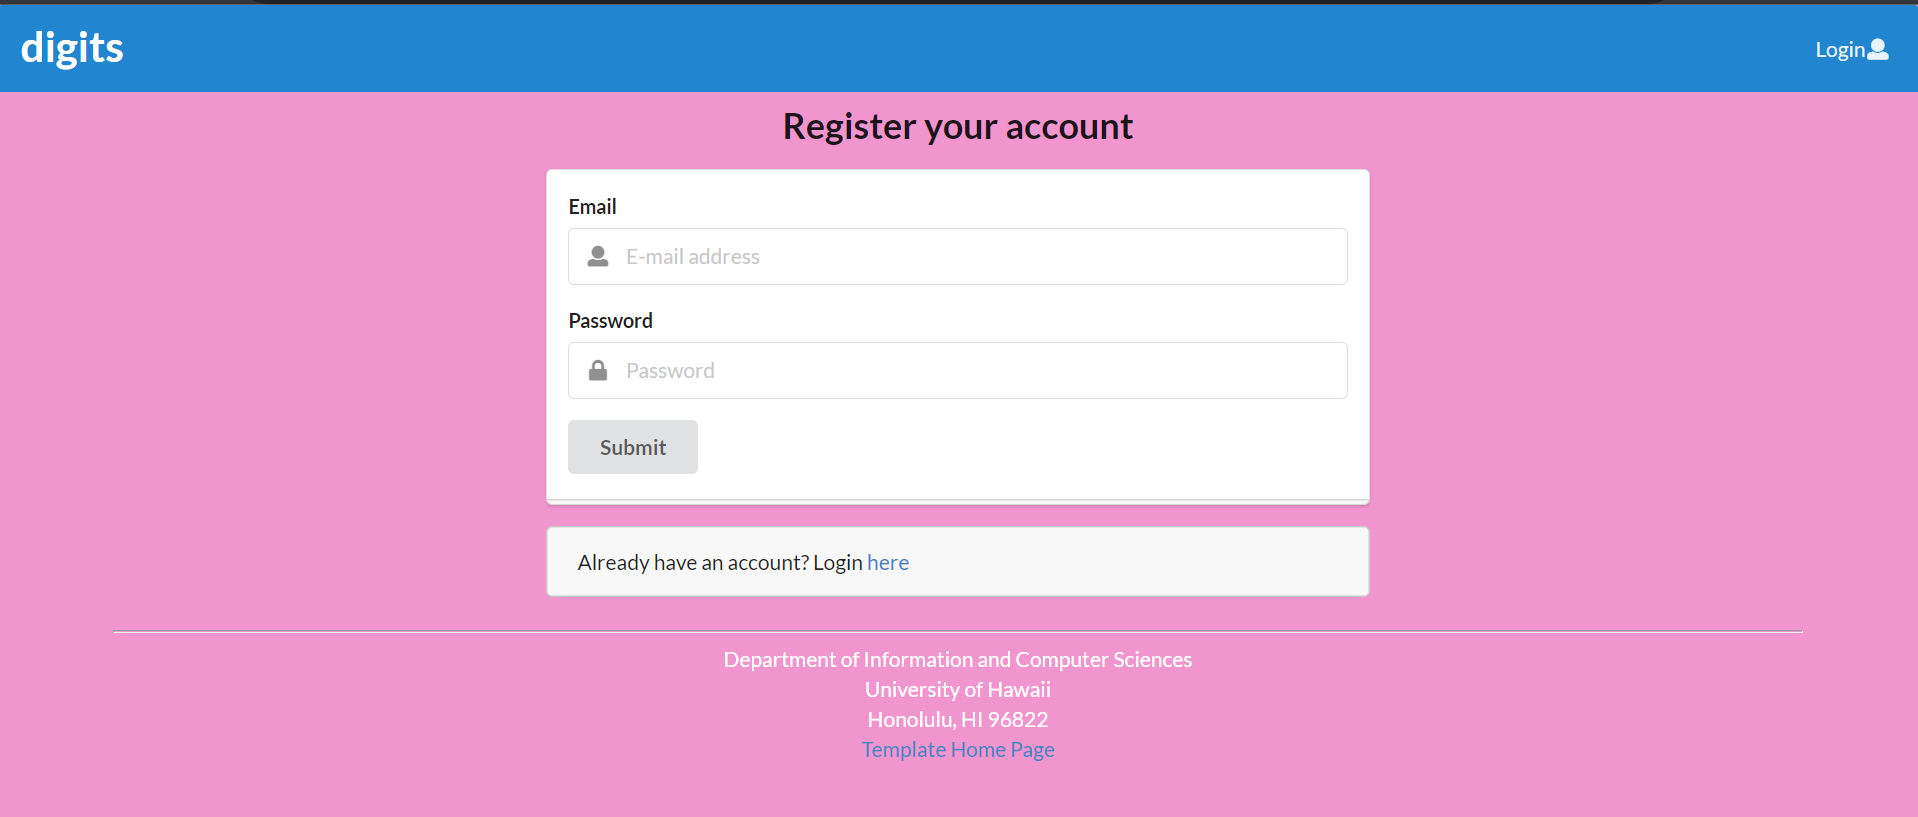 digits
Login
Register your account
Email
E-mail address
Password
Password
Submit
Already have an account? Login here
Department of Information and Computer Sciences
University of Hawaii
Honolulu, HI 96822
Template Home Page